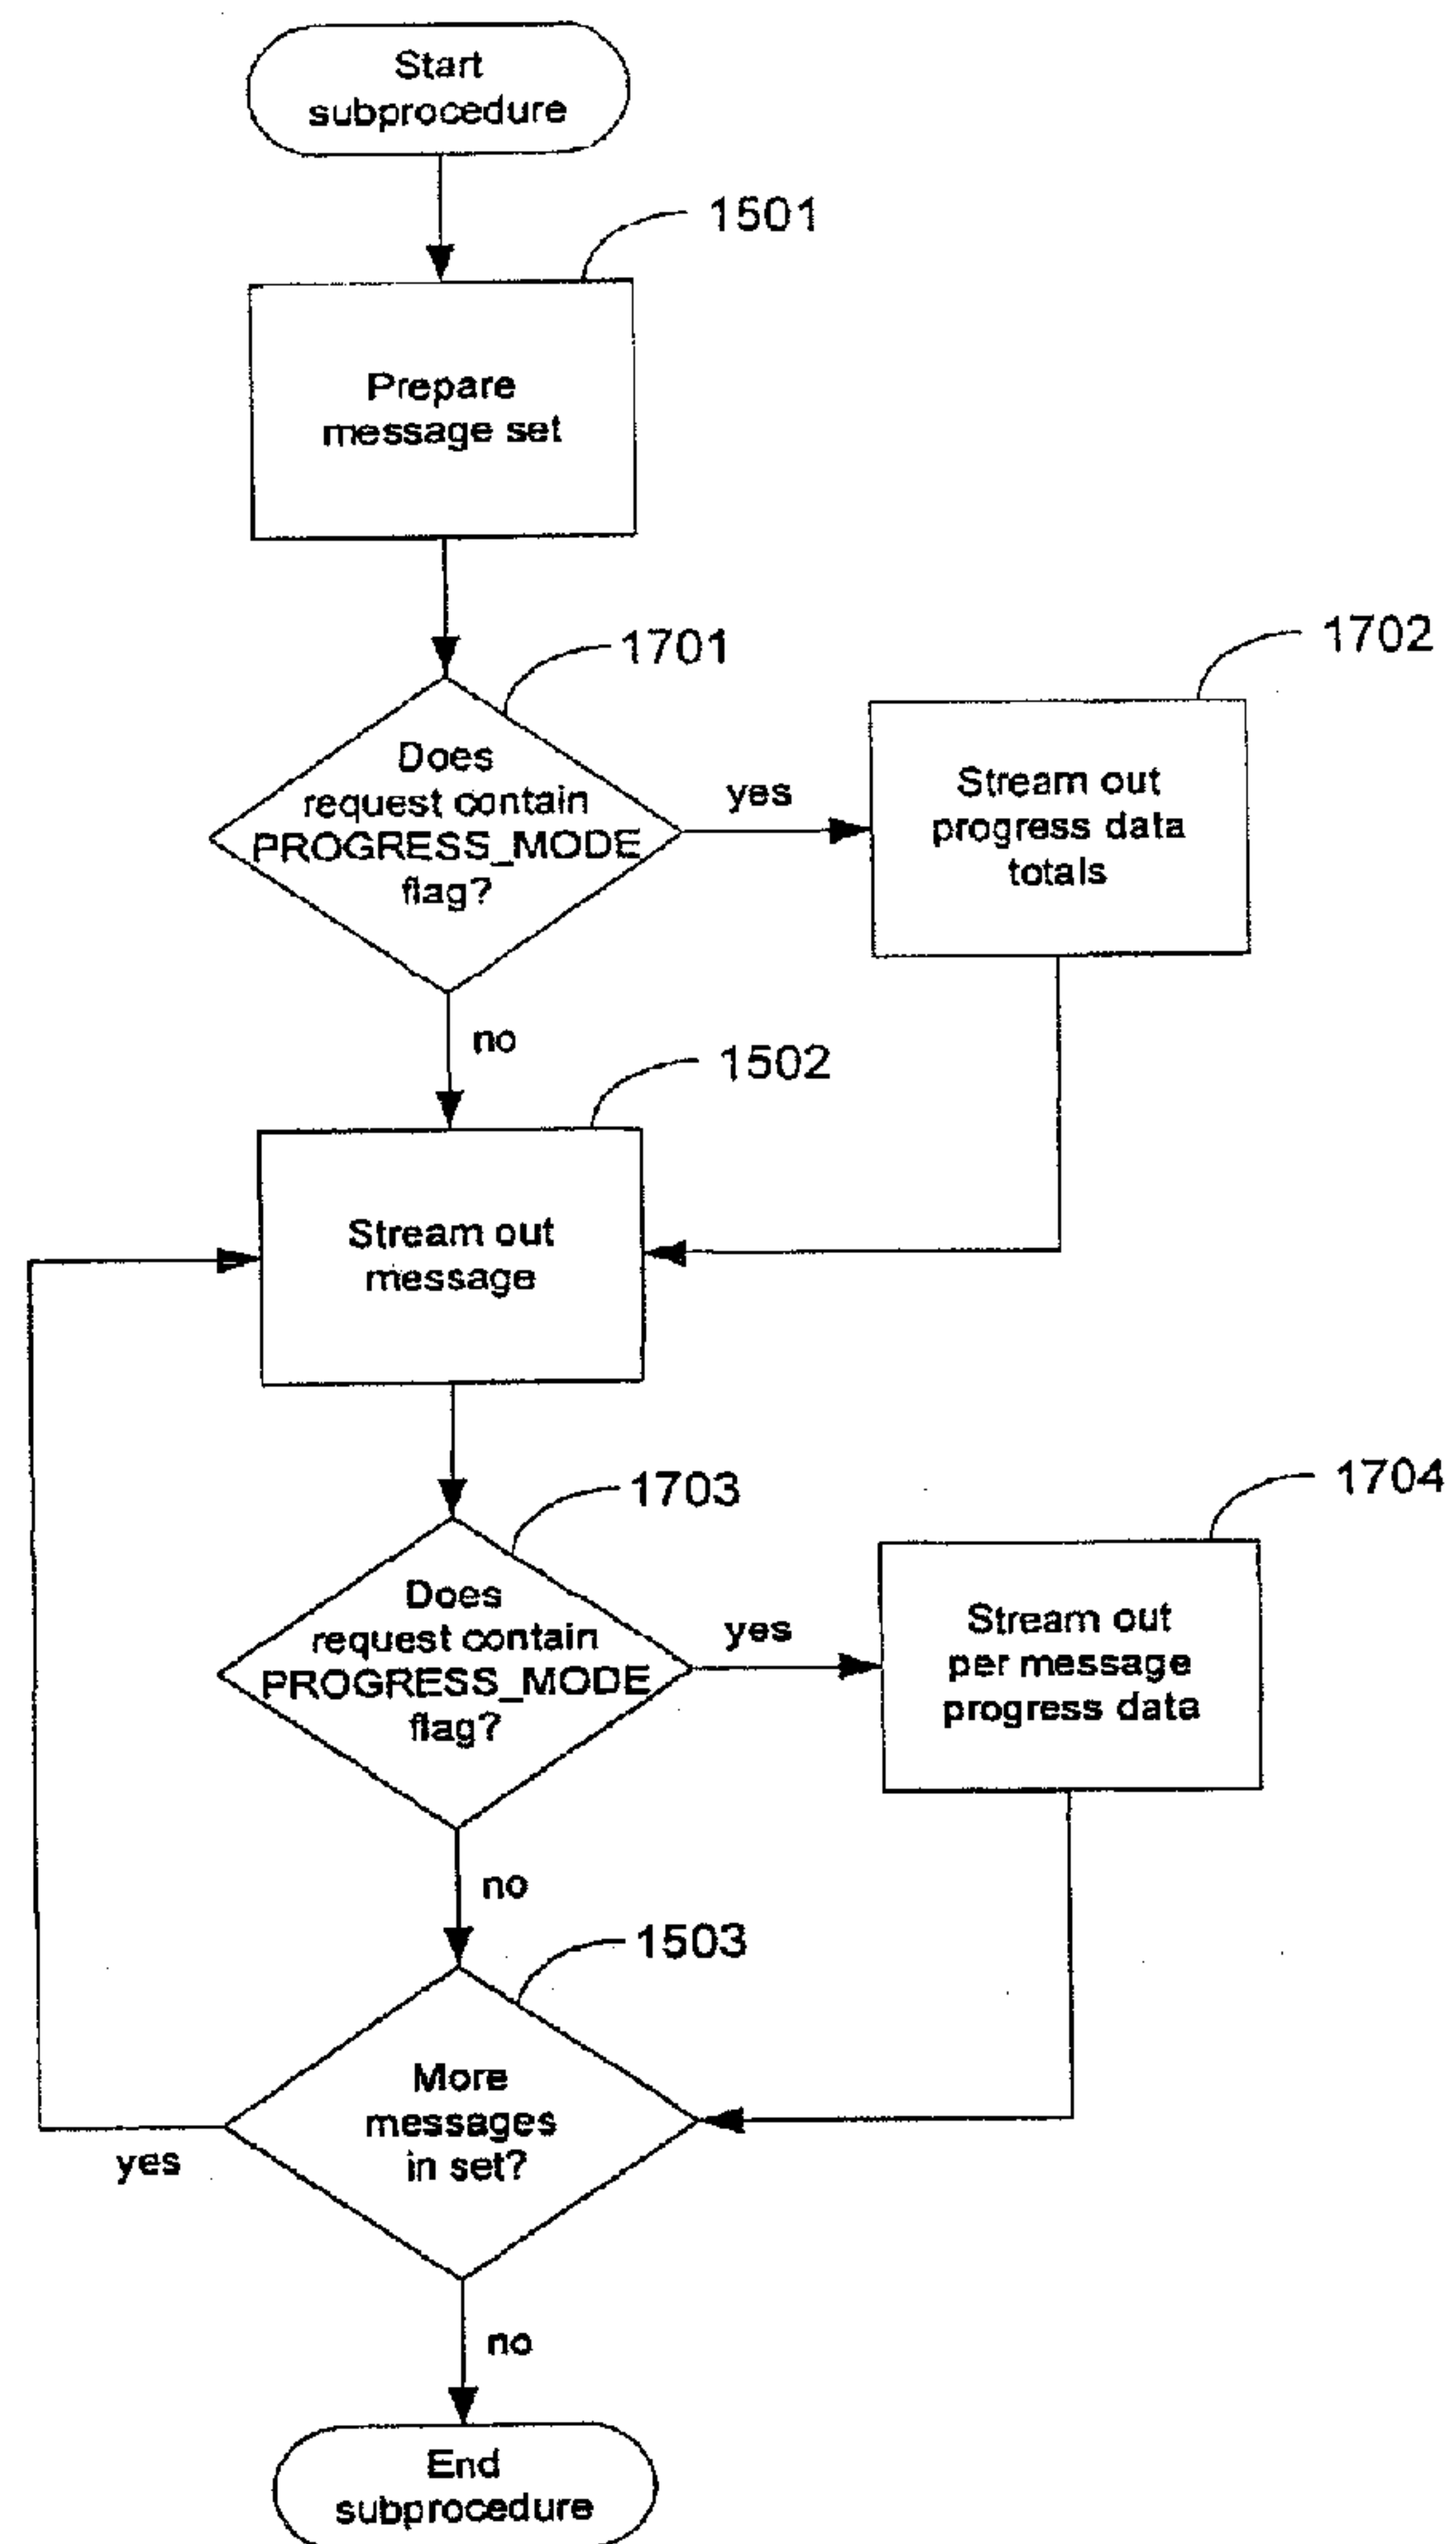 Start
subprocedure
1501
Prepare
message set
1701
Does
request contain
PROGRESS_MODE
flag?
yes
1702
Stream out
progress data
totals
no
1502
Stream out
message
1703
Does
request contain
PROGRESS_MODE
flag?
yes
1704
Stream out
per message
progress data
no
1503
More
messages
in set?
yes
no
End
subprocedure